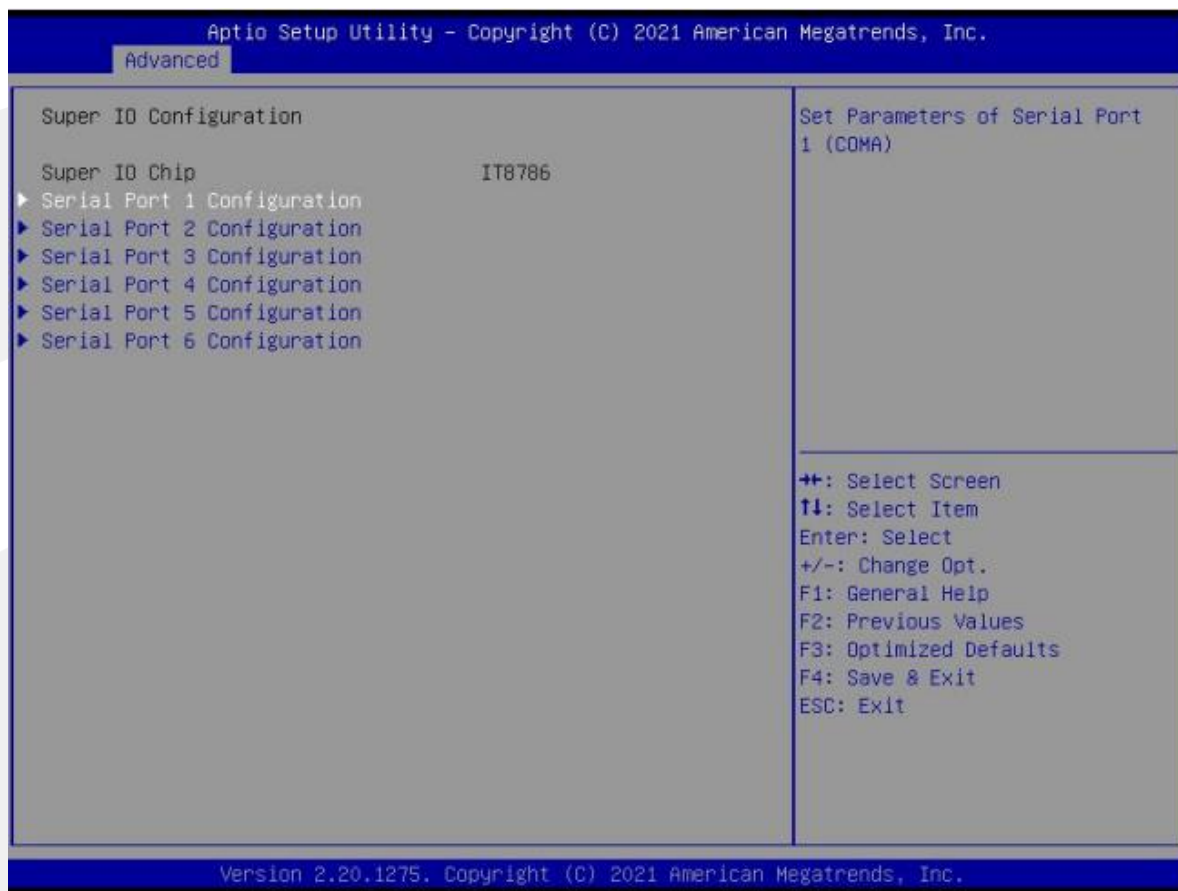 Aptio Setup Utility – Copyright (C) 2021 American Megatrends, Inc.
Advanced
Super IO Configuration
Super IO Chip IT8786
Serial Port 1 Configuration
Serial Port 2 Configuration
Serial Port 3 Configuration
Serial Port 4 Configuration
Serial Port 5 Configuration
Serial Port 6 Configuration
Set Parameters of Serial Port
1 (COMA)
→←: Select Screen
↑↓: Select Item
Enter: Select
+/-: Change Opt.
F1: General Help
F2: Previous Values
F3: Optimized Defaults
F4: Save & Exit
ESC: Exit
Version 2.20.1275. Copyright (C) 2021 American Megatrends, Inc.